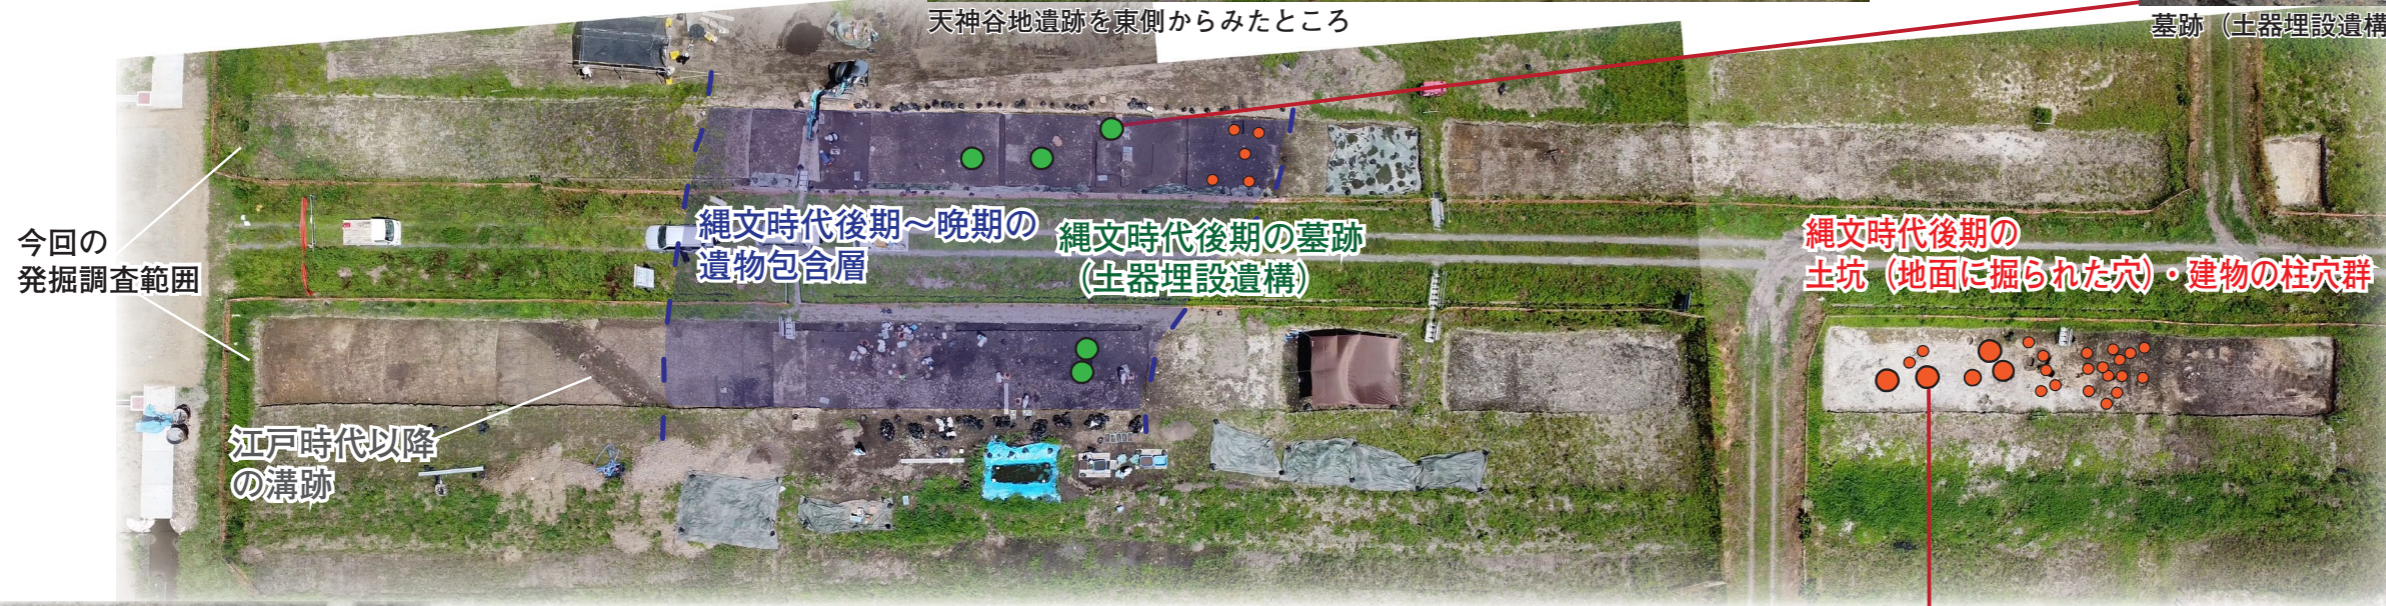 天神谷地遺跡を東側からみたところ
墓跡（土器埋設遺構
今回の
発掘調査範囲
縄文時代後期～晩期の
遺物包含層
縄文時代後期の墓跡
（土器埋設遺構）
縄文時代後期の
土坑（地面に掘られた穴）・建物の柱穴群
江戸時代以降
の溝跡